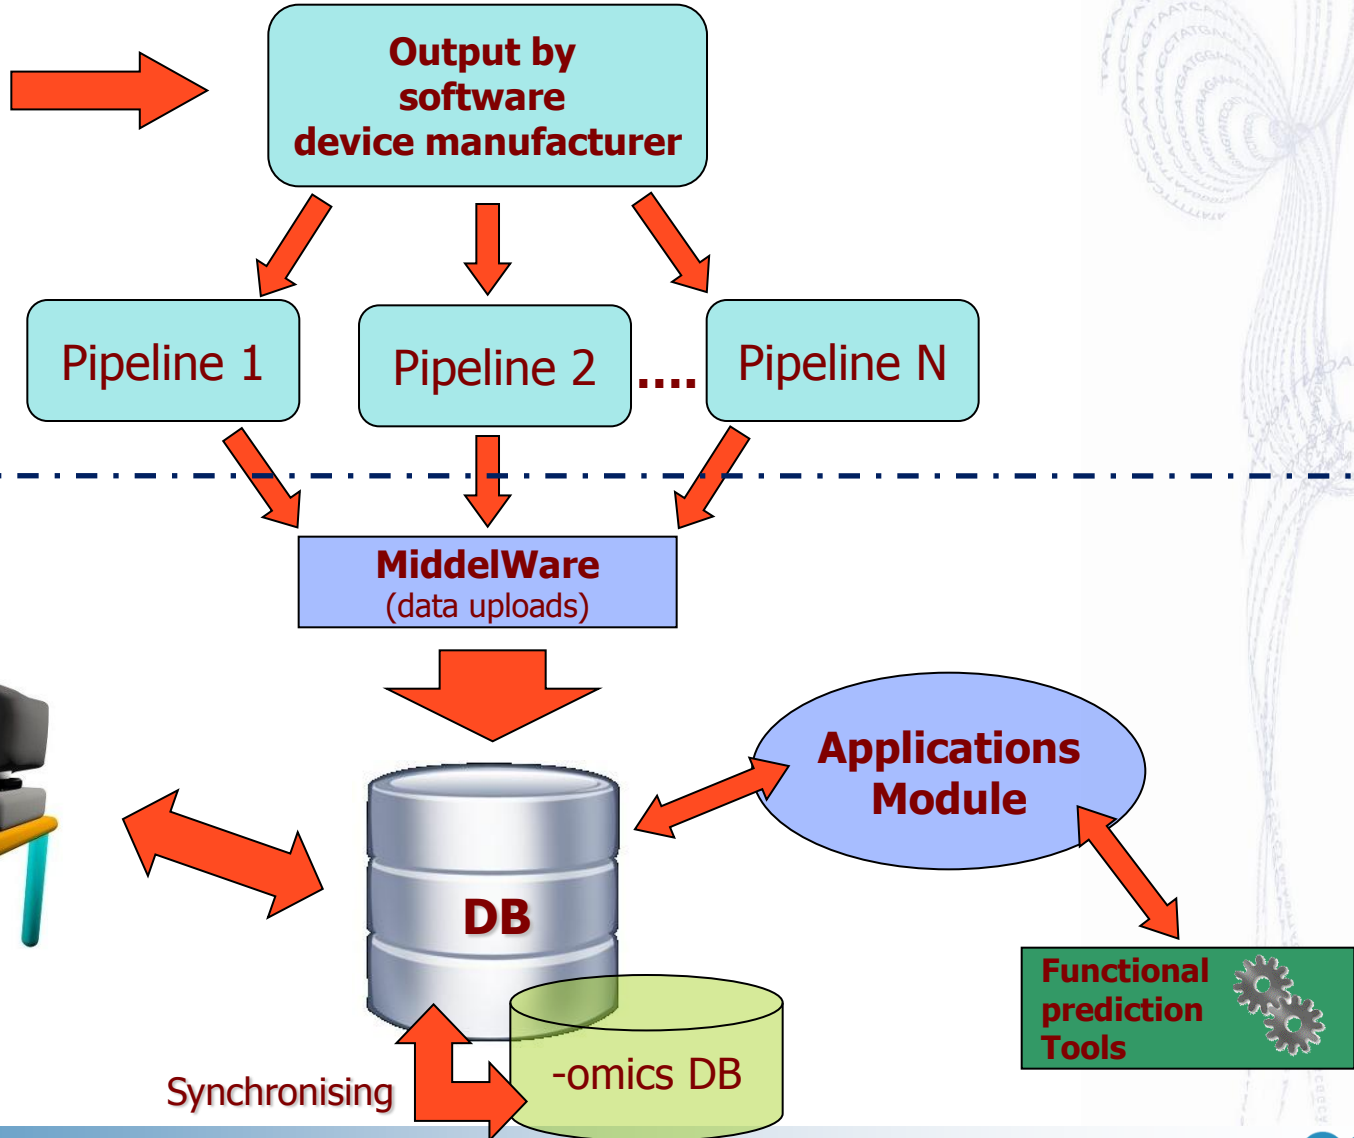 Output by
software
device manufacturer
Pipeline 1
Pipeline 2
....
Pipeline N
MiddelWare
(data uploads)
Applications
Module
DB
Functional
prediction
Tools
-omics DB
Synchronising